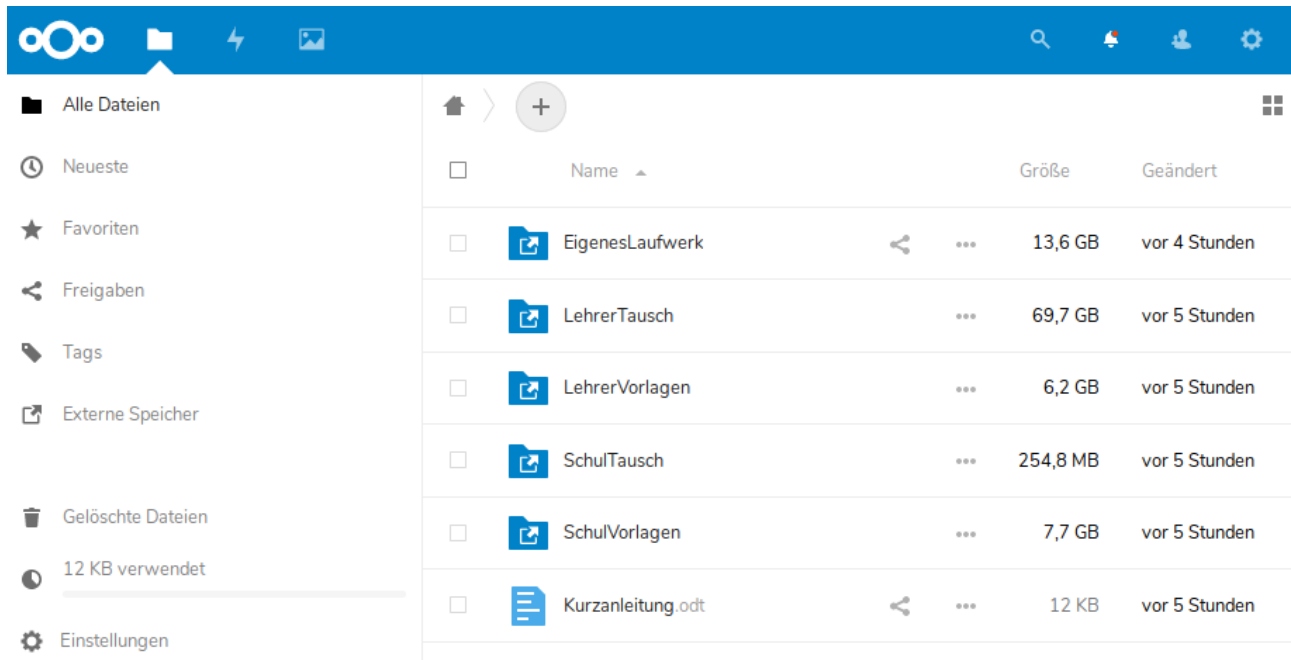 Alle Dateien
Neueste
Favoriten
Freigaben
Tags
Externe Speicher
Gelöschte Dateien
12 KB verwendet
Einstellungen
Name Größe Geändert
EigenesLaufwerk 13,6 GB vor 4 Stunden
LehrerTausch 69,7 GB vor 5 Stunden
LehrerVorlagen 6,2 GB vor 5 Stunden
SchulTausch 254,8 MB vor 5 Stunden
SchulVorlagen 7,7 GB vor 5 Stunden
Kurzanleitung.odt 12 KB vor 5 Stunden